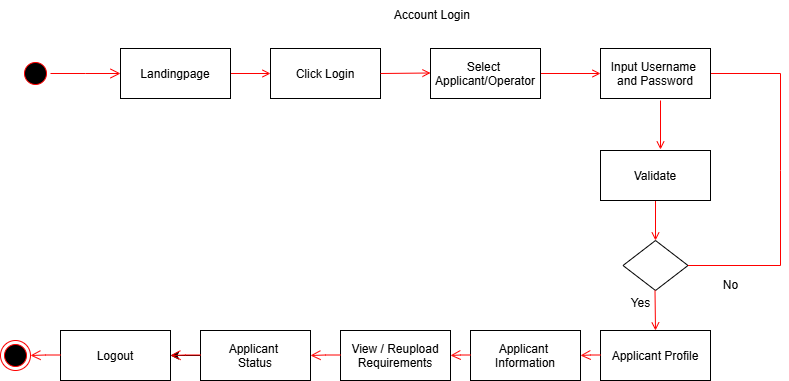 Account Login
Landingpage
Click Login
Select
Applicant/Operator
Input Username
and Password
Validate
No
Yes
Logout
Applicant
Status
View / Reupload
Requirements
Applicant
Information
Applicant Profile